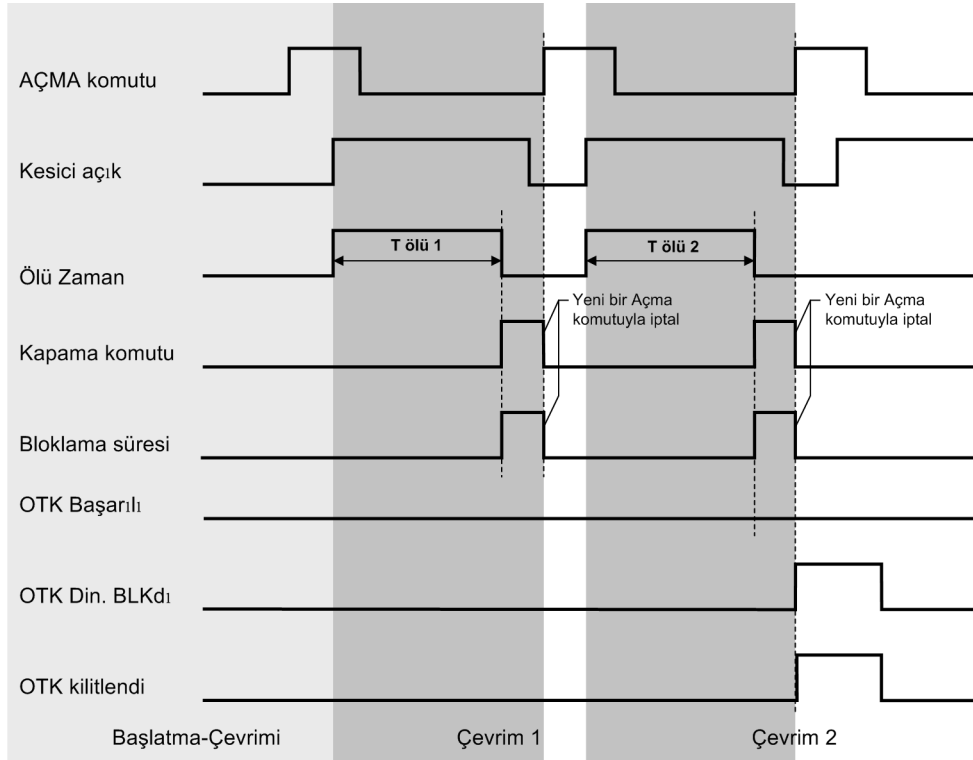 AÇMA komutu
Kesici açık
T ölü 1
T ölü 2
Ölü Zaman
Yeni bir Açma
komutuyla iptal
Yeni bir Açma
komutuyla iptal
Kapama komutu
Bloklama süresi
OTK Başarılı
OTK Din. BLKdı
OTK kilitlendi
Başlatma-Çevrimi
Çevrim 1
Çevrim 2